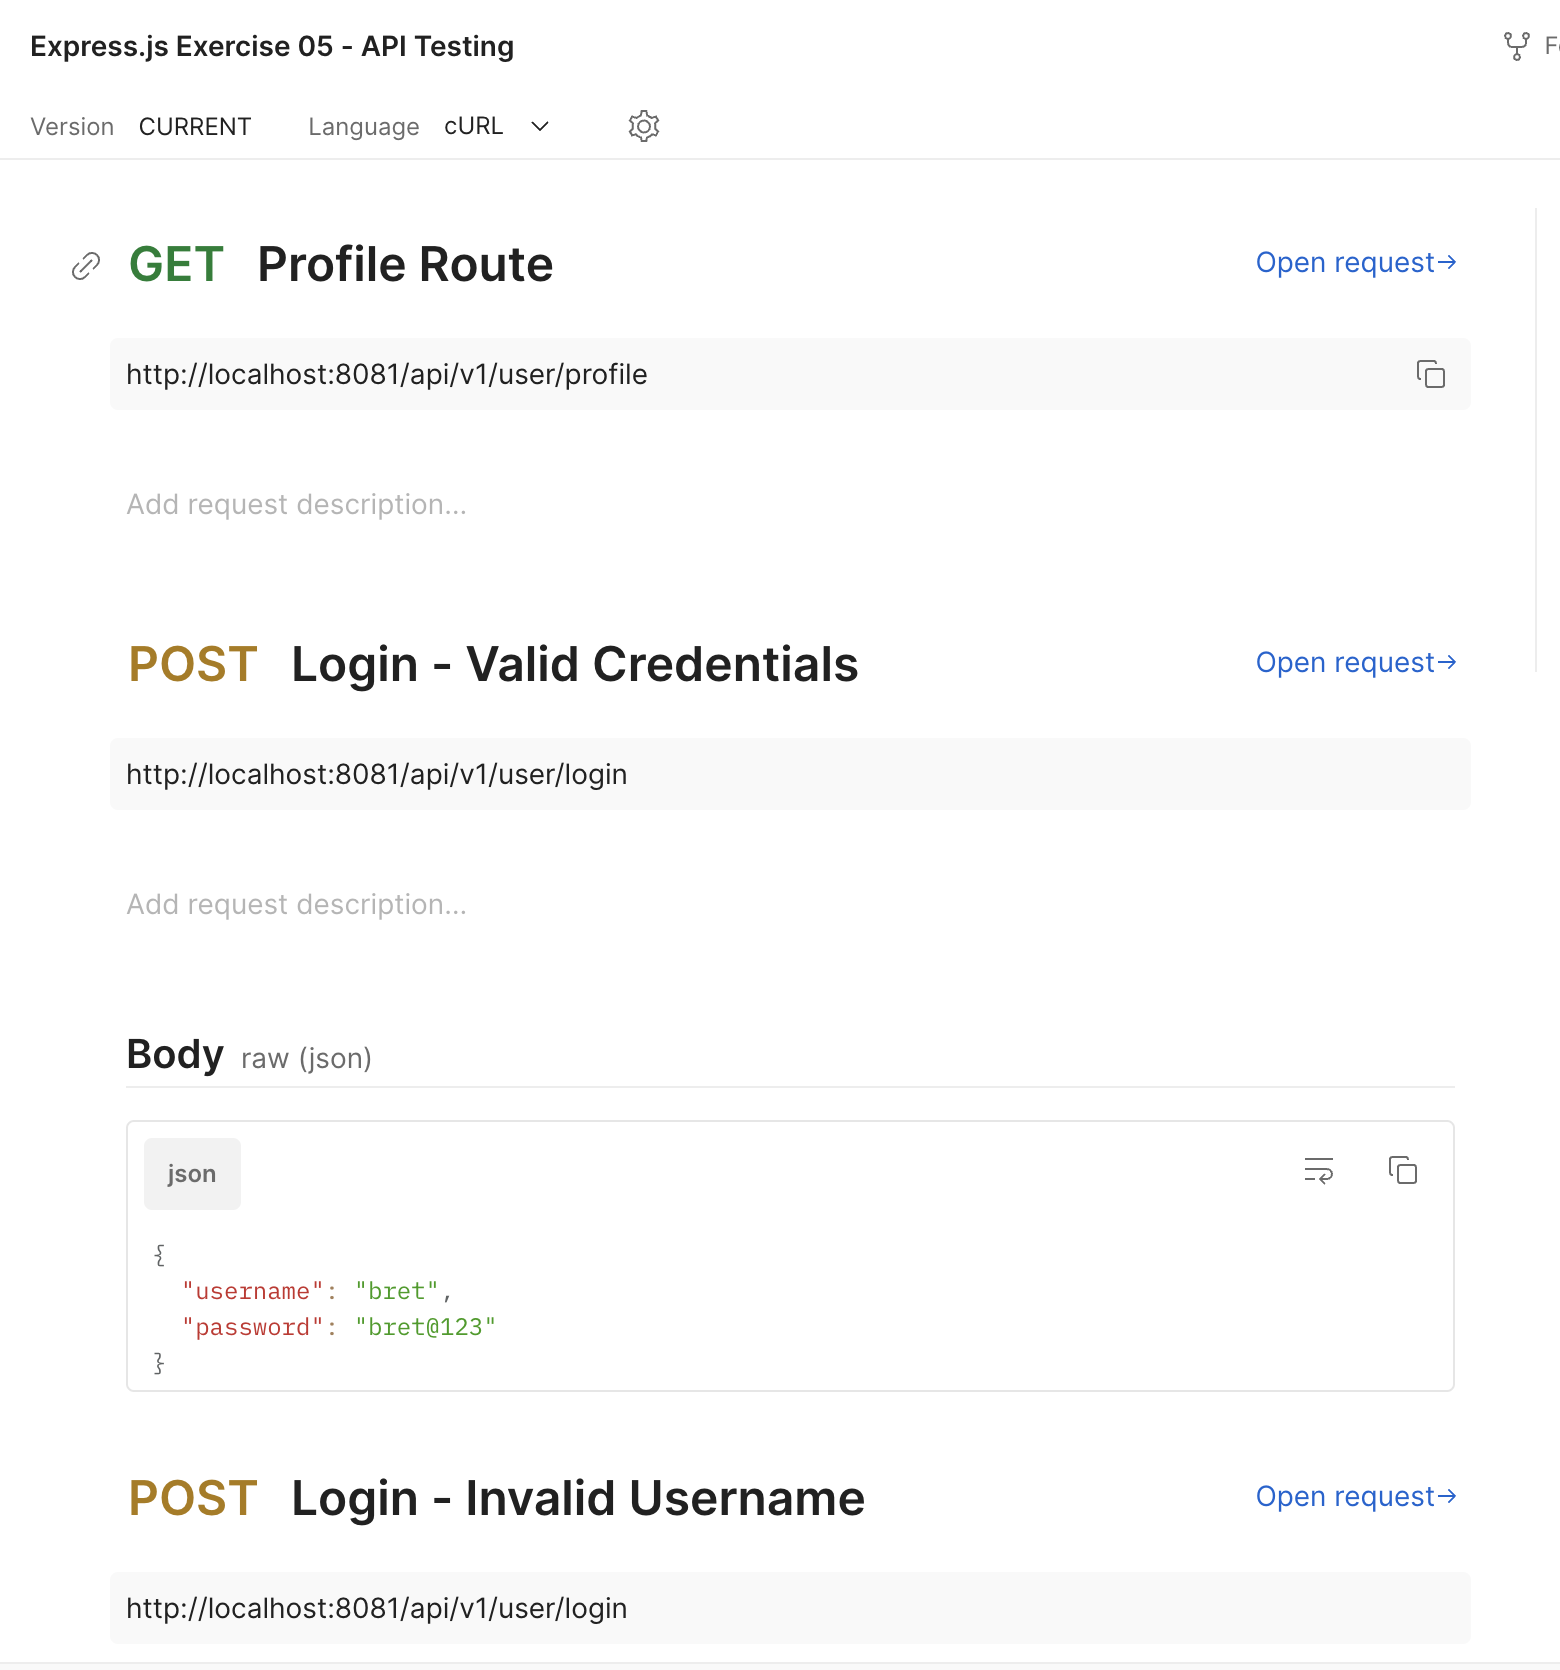 Express.js Exercise 05 - API Testing
Version CURRENT Language cURL
GET Profile Route
Open request→
http://localhost:8081/api/v1/user/profile
Add request description...
POST Login - Valid Credentials
Open request→
http://localhost:8081/api/v1/user/login
Add request description...
Body raw (json)
json
{
  "username": "bret",
  "password": "bret@123"
}
POST Login - Invalid Username
Open request→
http://localhost:8081/api/v1/user/login